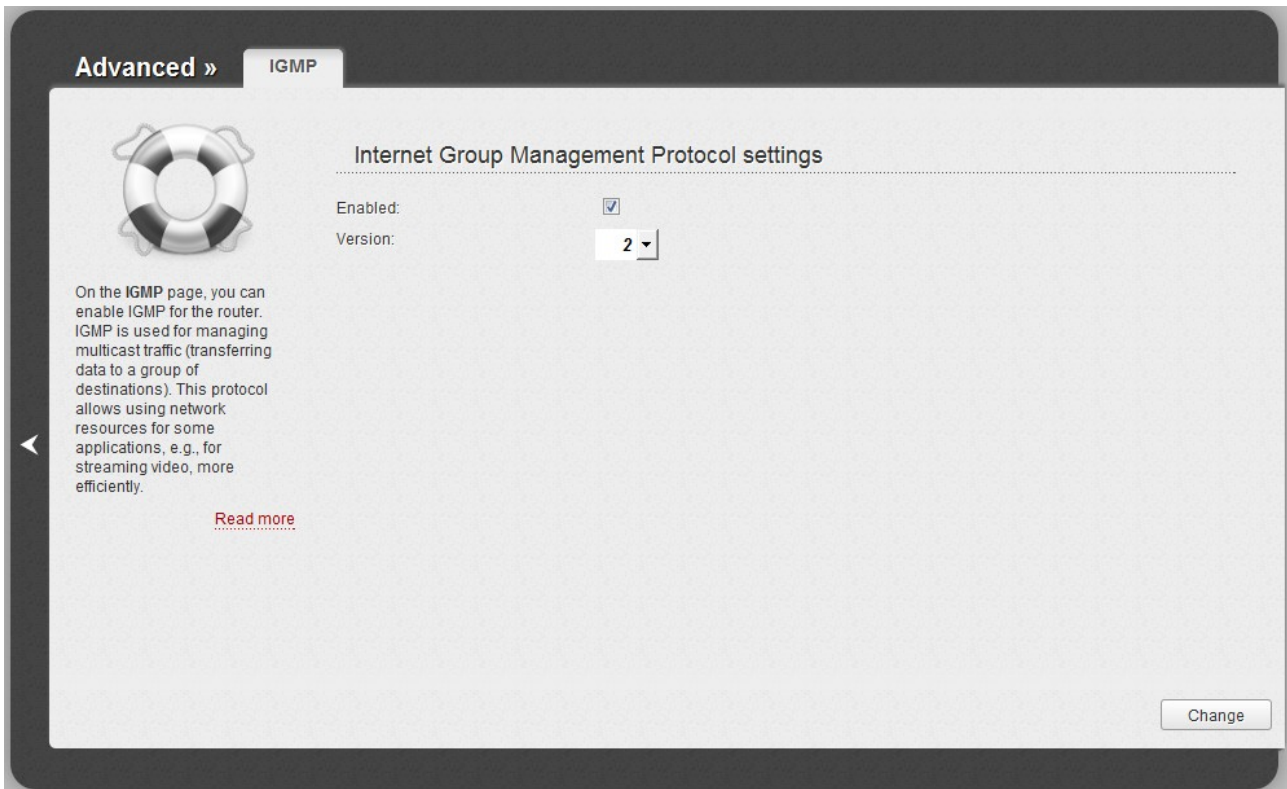 Advanced »
IGMP
Internet Group Management Protocol settings
Enabled:
Version:
2
On the IGMP page, you can
enable IGMP for the router.
IGMP is used for managing
multicast traffic (transferring
data to a group of
destinations). This protocol
allows using network
resources for some
applications, e.g., for
streaming video, more
efficiently.
Read more
Change